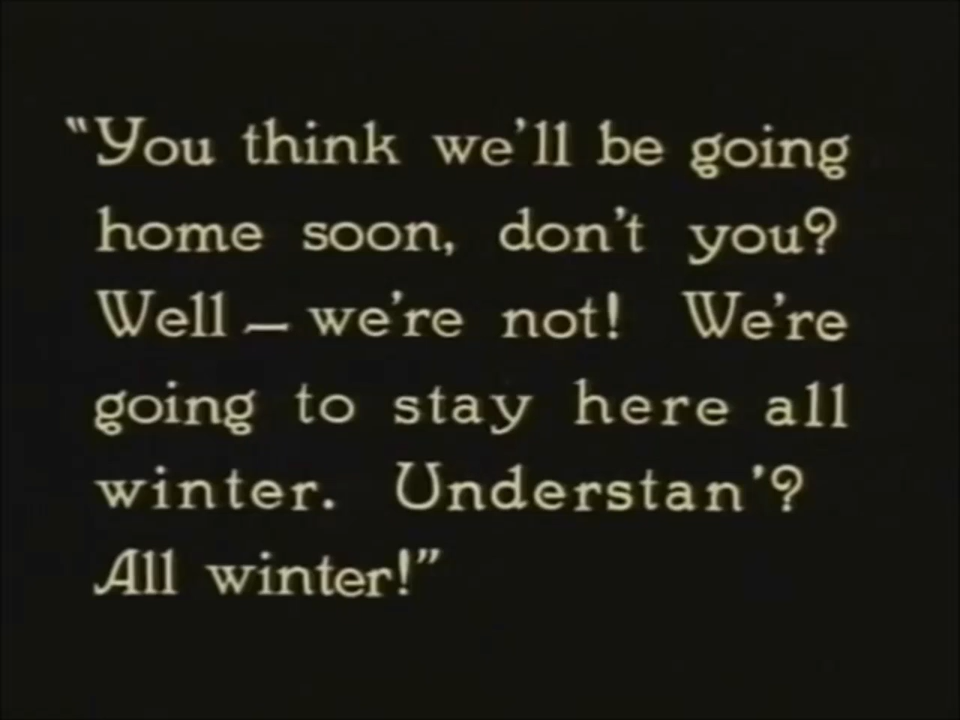 "You think we'll be going
home soon, don't you?
Well — we're not! We're
going to stay here all
winter. Understan'?
All winter!"